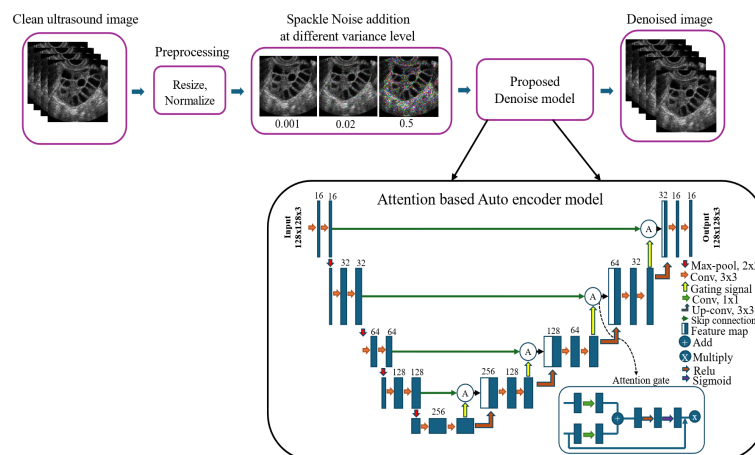 Clean ultrasound image
Preprocessing
Resize,
Normalize
Spackle Noise addition
at different variance level
0.001 0.02 0.5
Proposed
Denoise model
Denoised image
Attention based Auto encoder model
Input
128x128x3
16 16
32 32
64 64
128 128
256
256 128
128 64
64 32
32 16 16
A
A
A
A
Output
128x128x3
Max-pool, 2x
Conv, 3x3
Gating signal
Conv, 1x1
Up-conv, 3x3
Skip connection
Feature map
+ Add
X Multiply
Relu
Sigmoid
Attention gate
+
x